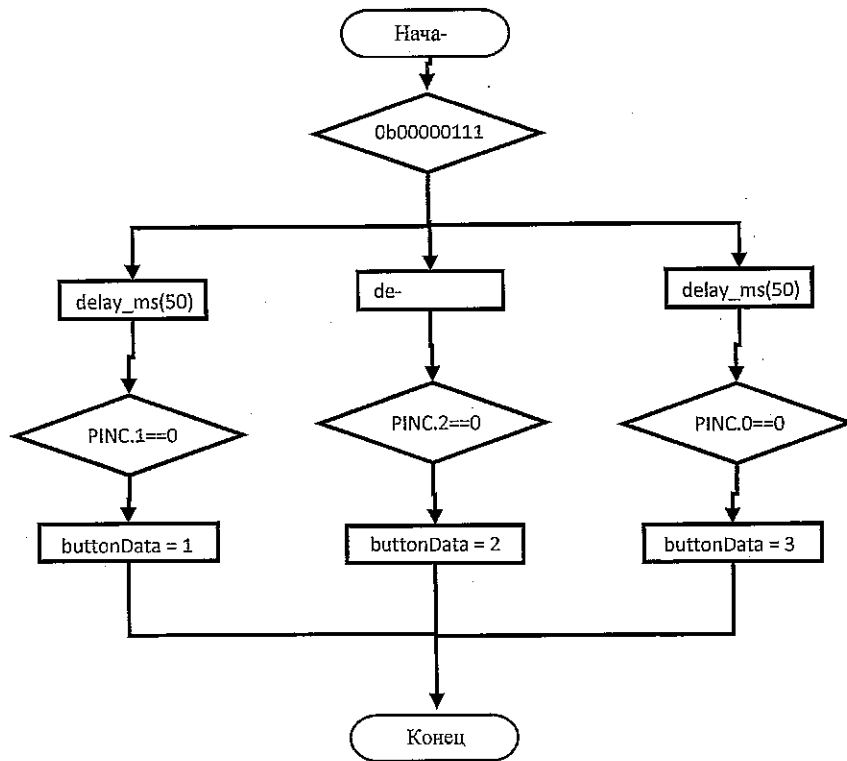 Нача-
0b00000111
delay_ms(50)
de-
delay_ms(50)
PINC.1==0
PINC.2==0
PINC.0==0
buttonData = 1
buttonData = 2
buttonData = 3
Конец